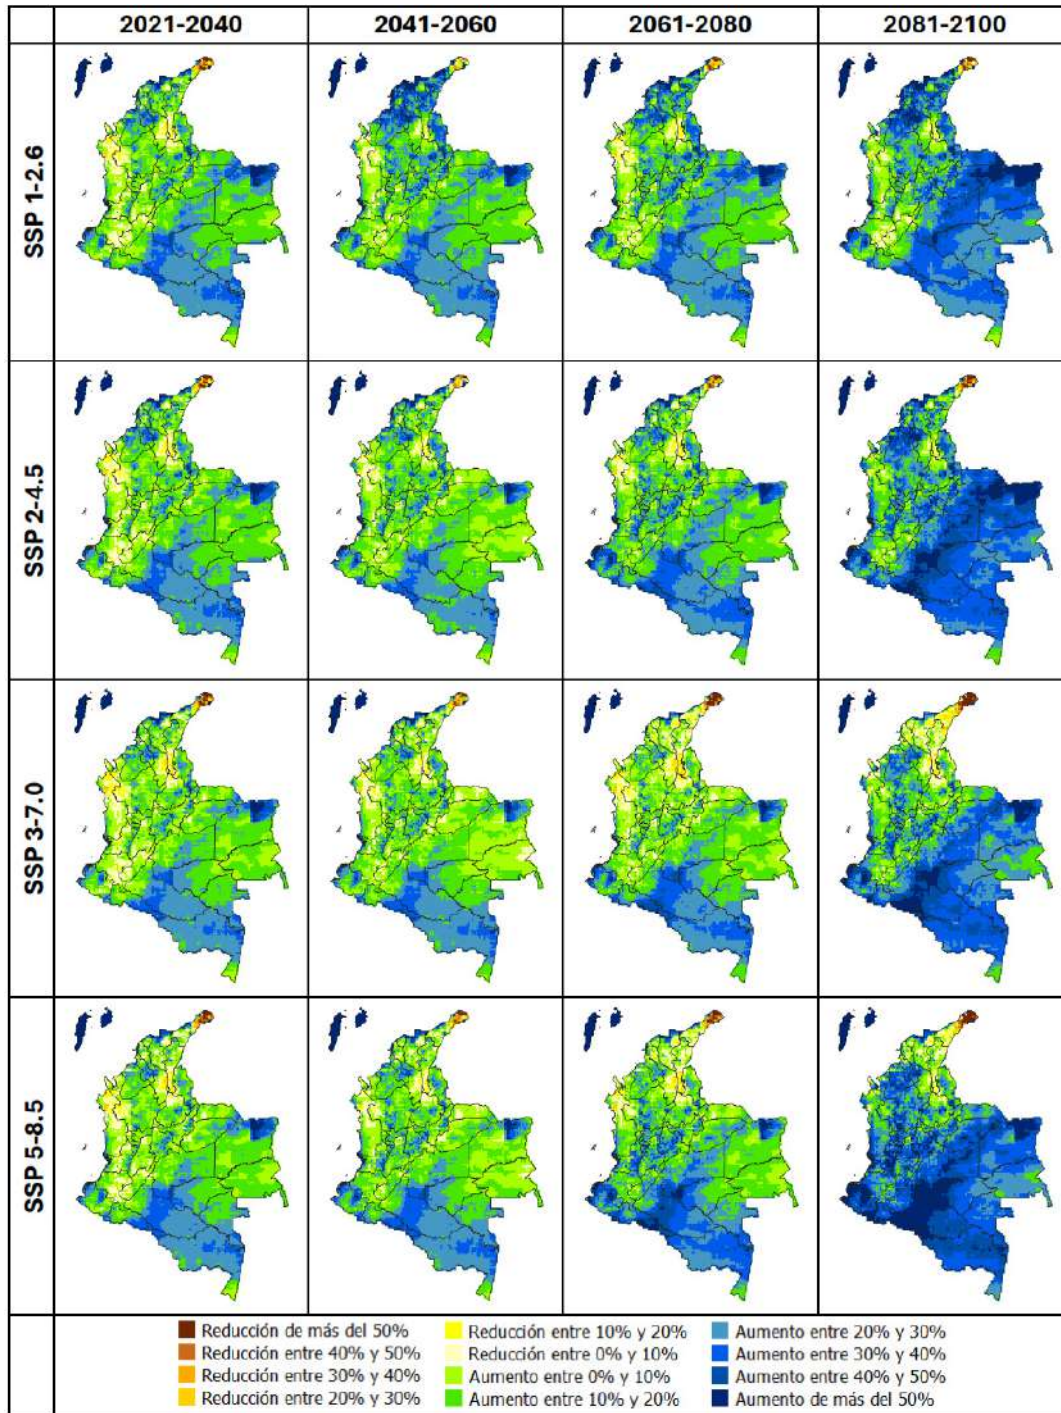 2021-2040 2041-2060 2061-2080 2081-2100
SSP 1-2.6
SSP 2-4.5
SSP 3-7.0
SSP 5-8.5
Reducción de más del 50% Reducción entre 10% y 20% Aumento entre 20% y 30%
Reducción entre 40% y 50% Reducción entre 0% y 10% Aumento entre 30% y 40%
Reducción entre 30% y 40% Aumento entre 0% y 10% Aumento entre 40% y 50%
Reducción entre 20% y 30% Aumento entre 10% y 20% Aumento de más del 50%